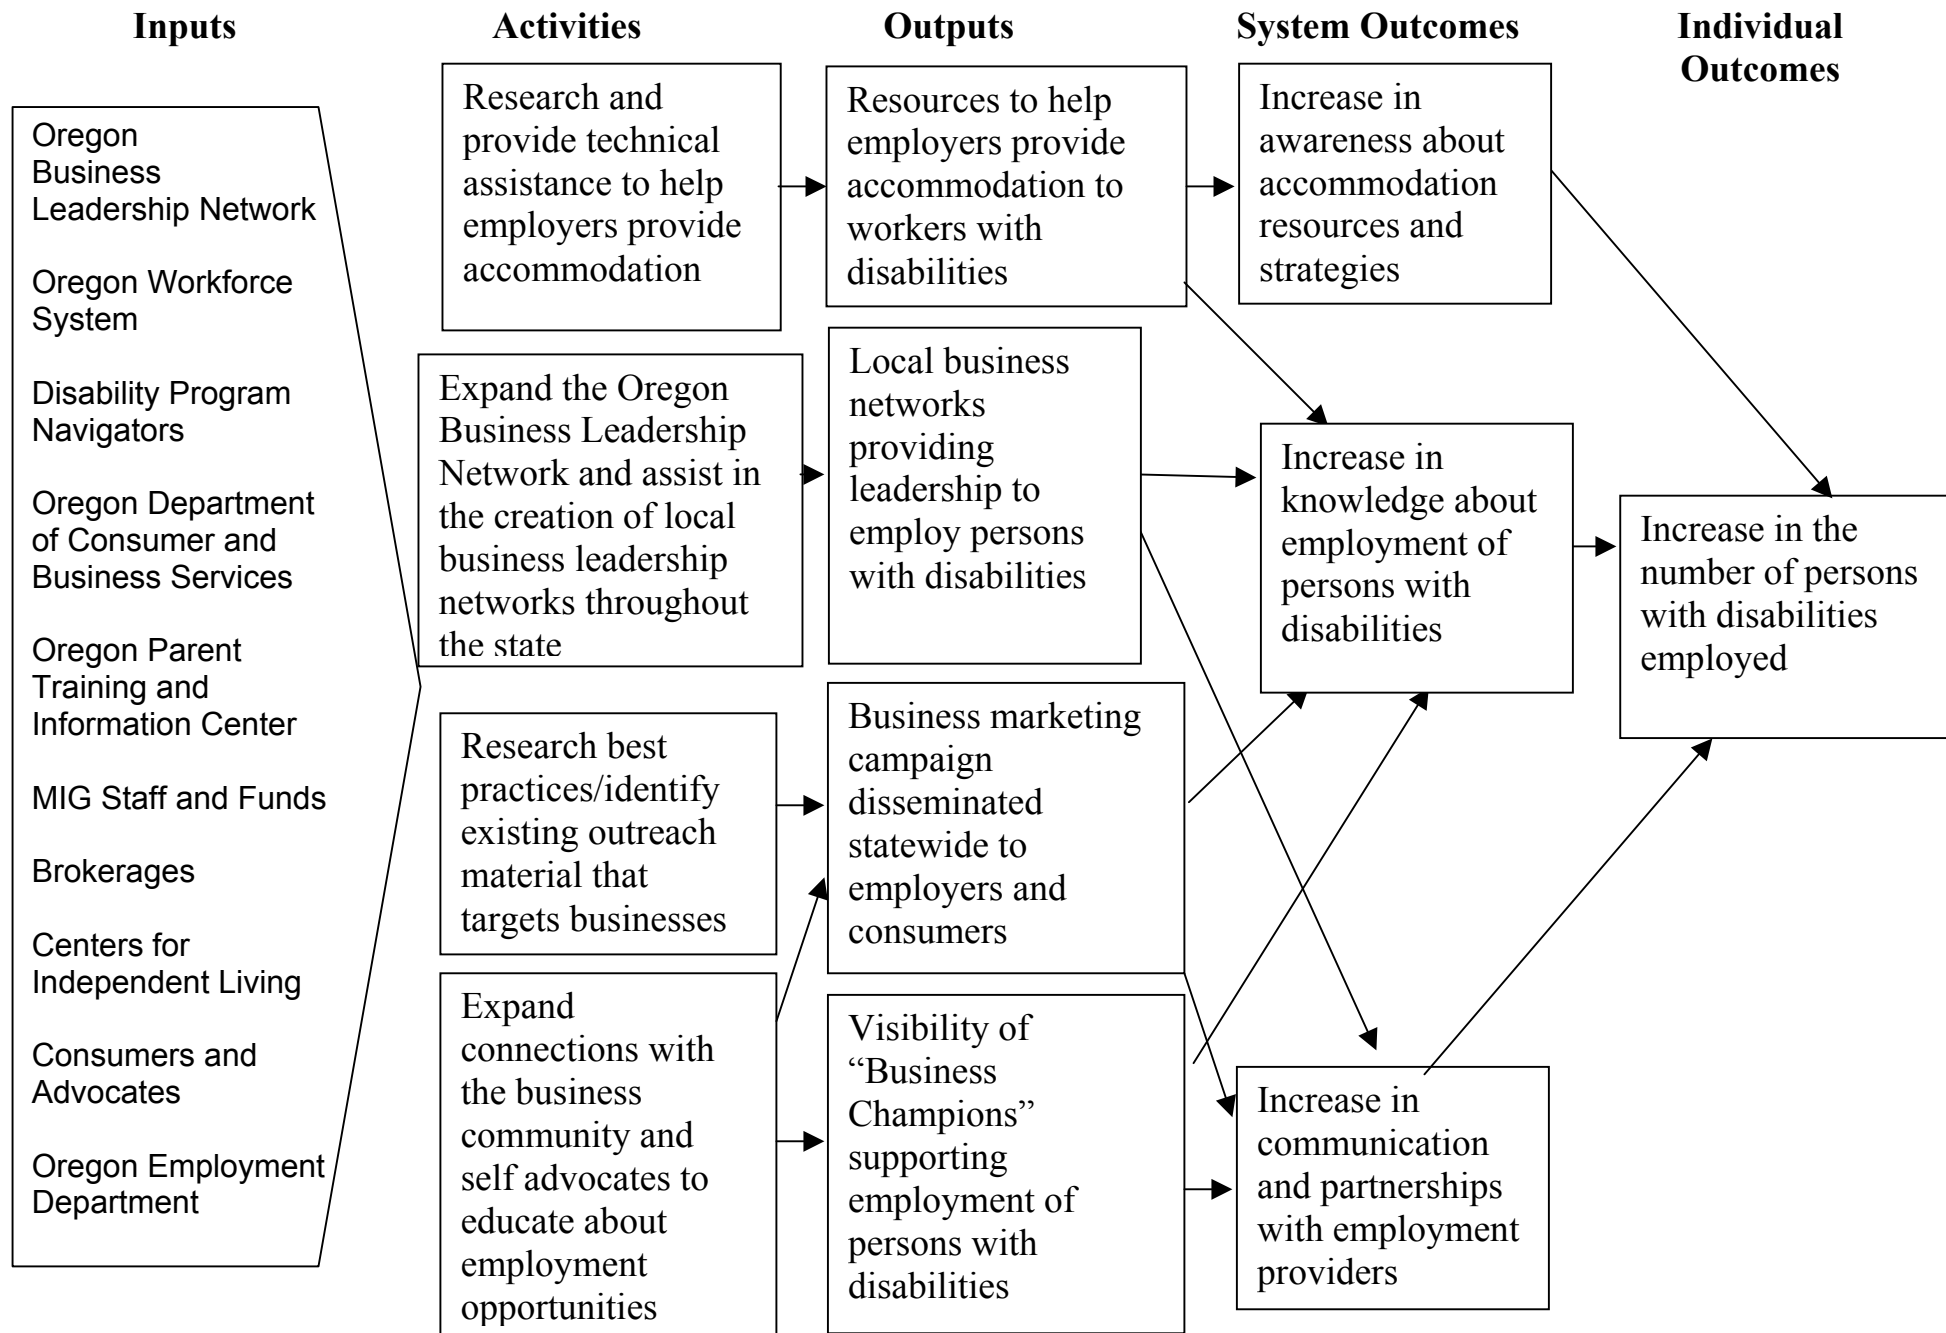 Inputs
Activities
Outputs
System Outcomes
Individual
Outcomes
Oregon
Business
Leadership Network
Oregon Workforce
System
Disability Program
Navigators
Oregon Department
of Consumer and
Business Services
Oregon Parent
Training and
Information Center
MIG Staff and Funds
Brokerages
Centers for
Independent Living
Consumers and
Advocates
Oregon Employment
Department
Research and
provide technical
assistance to help
employers provide
accommodation
Expand the Oregon
Business Leadership
Network and assist in
the creation of local
business leadership
networks throughout
the state
Research best
practices/identify
existing outreach
material that
targets businesses
Expand
connections with
the business
community and
self advocates to
educate about
employment
opportunities
Resources to help
employers provide
accommodation to
workers with
disabilities
Local business
networks
providing
leadership to
employ persons
with disabilities
Business marketing
campaign
disseminated
statewide to
employers and
consumers
Visibility of
“Business
Champions”
supporting
employment of
persons with
disabilities
Increase in
awareness about
accommodation
resources and
strategies
Increase in
knowledge about
employment of
persons with
disabilities
Increase in
communication
and partnerships
with employment
providers
Increase in the
number of persons
with disabilities
employed